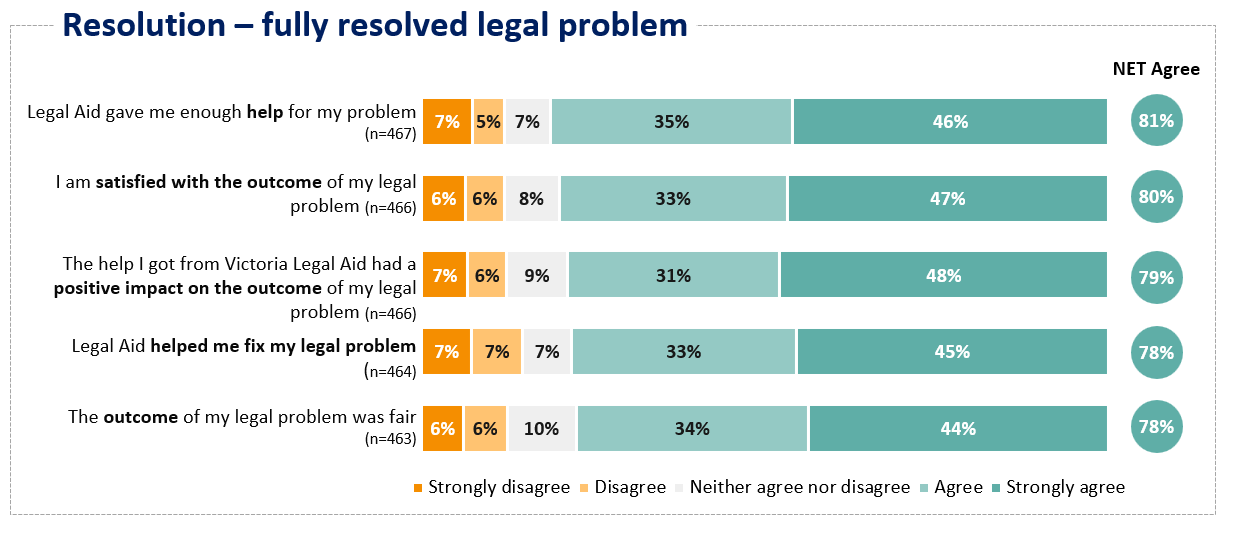 Resolution – fully resolved legal problem
NET Agree
Legal Aid gave me enough help for my problem
(n=467)
7% 5% 7% 35% 46% 81%
I am satisfied with the outcome of my legal
problem (n=466)
6% 6% 8% 33% 47% 80%
The help I got from Victoria Legal Aid had a
positive impact on the outcome of my legal
problem (n=466)
7% 6% 9% 31% 48% 79%
Legal Aid helped me fix my legal problem
(n=464)
7% 7% 7% 33% 45% 78%
The outcome of my legal problem was fair
(n=463)
6% 6% 10% 34% 44% 78%
Strongly disagree Disagree Neither agree nor disagree Agree Strongly agree